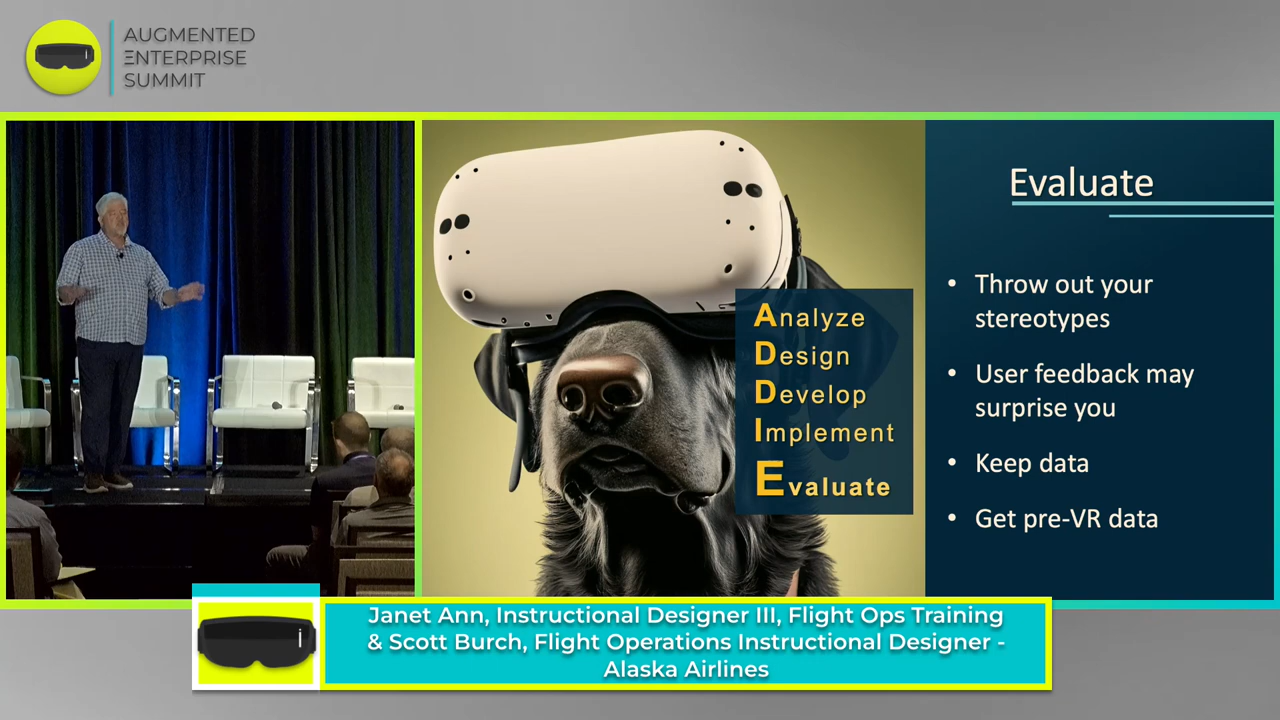 AUGMENTED
ENTERPRISE
SUMMIT
Analyze
Design
Develop
Implement
Evaluate
Evaluate
• Throw out your
stereotypes
• User feedback may
surprise you
• Keep data
• Get pre-VR data
Janet Ann, Instructional Designer III, Flight Ops Training
& Scott Burch, Flight Operations Instructional Designer -
Alaska Airlines